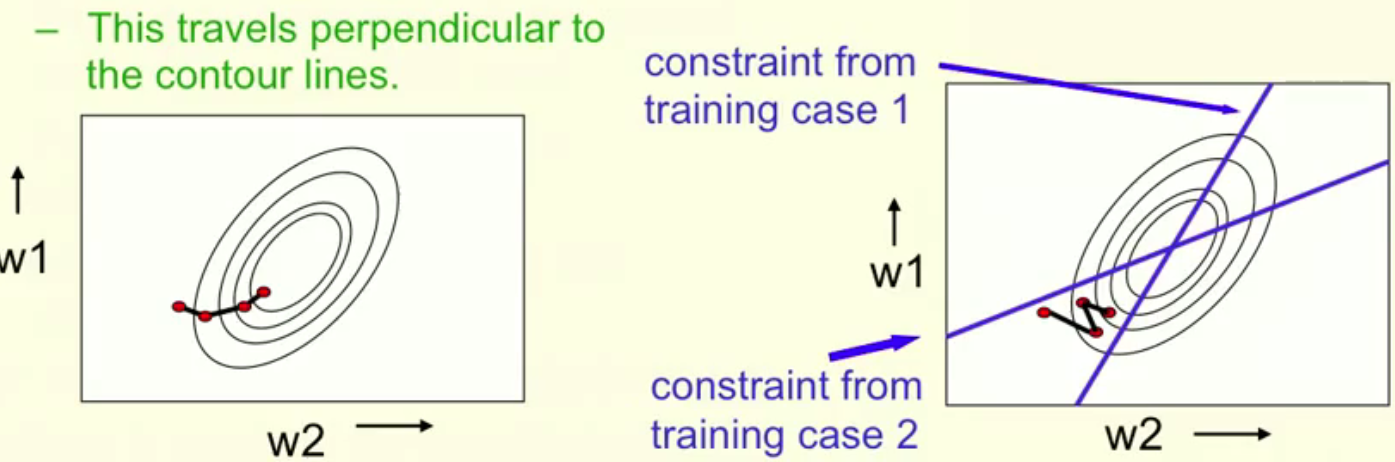 – This travels perpendicular to
the contour lines.
w1
w2
constraint from
training case 1
w1
constraint from
training case 2
w2